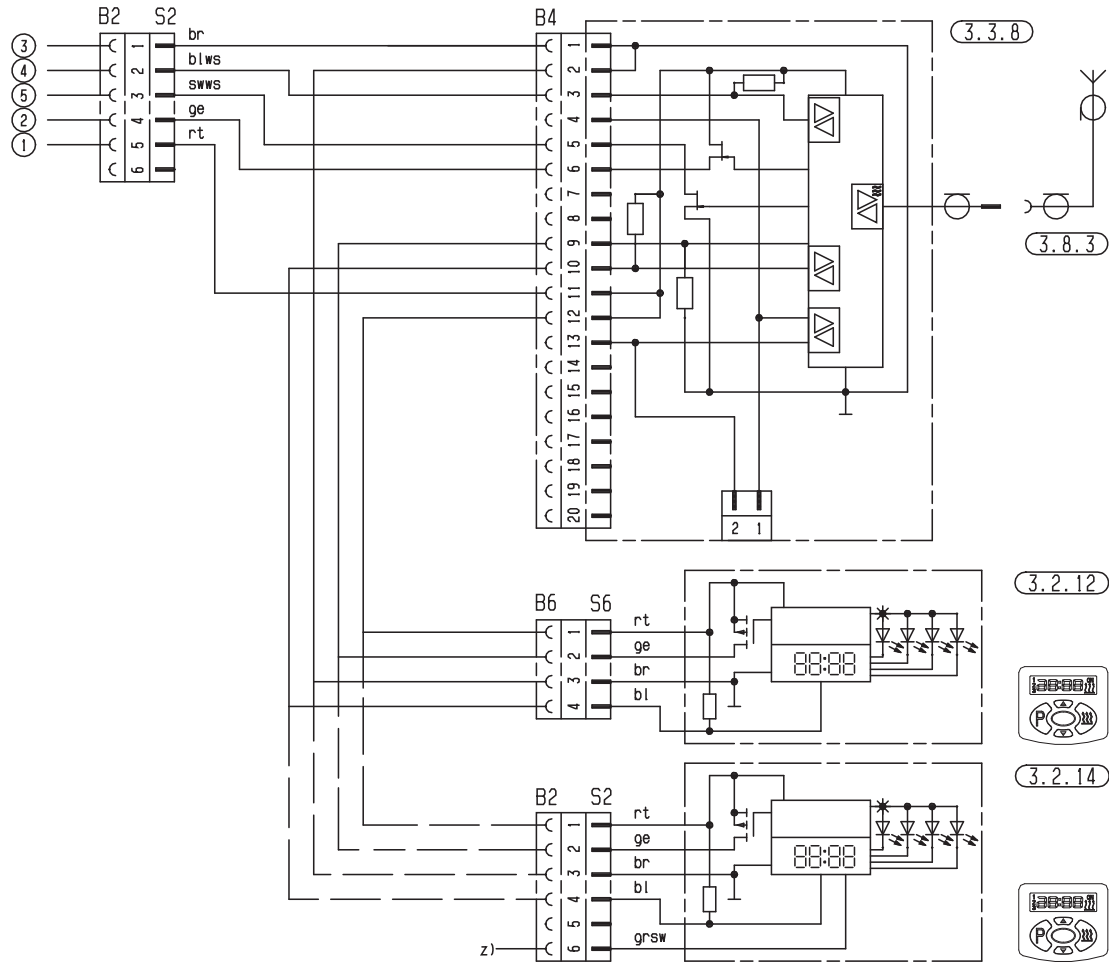 B2 S2
B4
3.3.8
3 1 br 1
4 2 blws 2
5 3 swws 3
2 4 ge 4
1 5 rt 5
6 6
7
8
9
10
11
12
13
14
15
16
17
18
19
20
3.8.3
2 1
3.2.12
B6 S6
1 rt
2 ge
3 br
4 bl
88:88
P
3.2.14
B2 S2
1 rt
2 ge
3 br
4 bl
88:88
5
z) 6 grsw
P